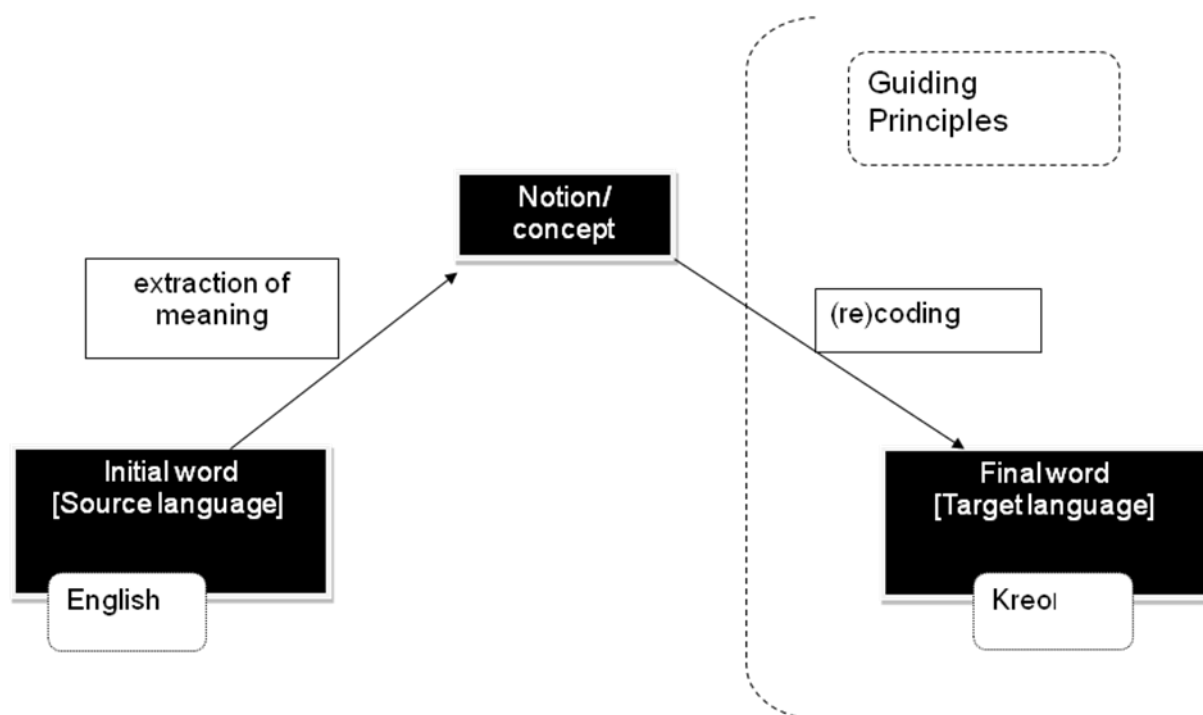 Guiding
Principles
Notion/
concept
extraction of
meaning
(re)coding
Initial word
[Source language]
English
Final word
[Target language]
Kreol